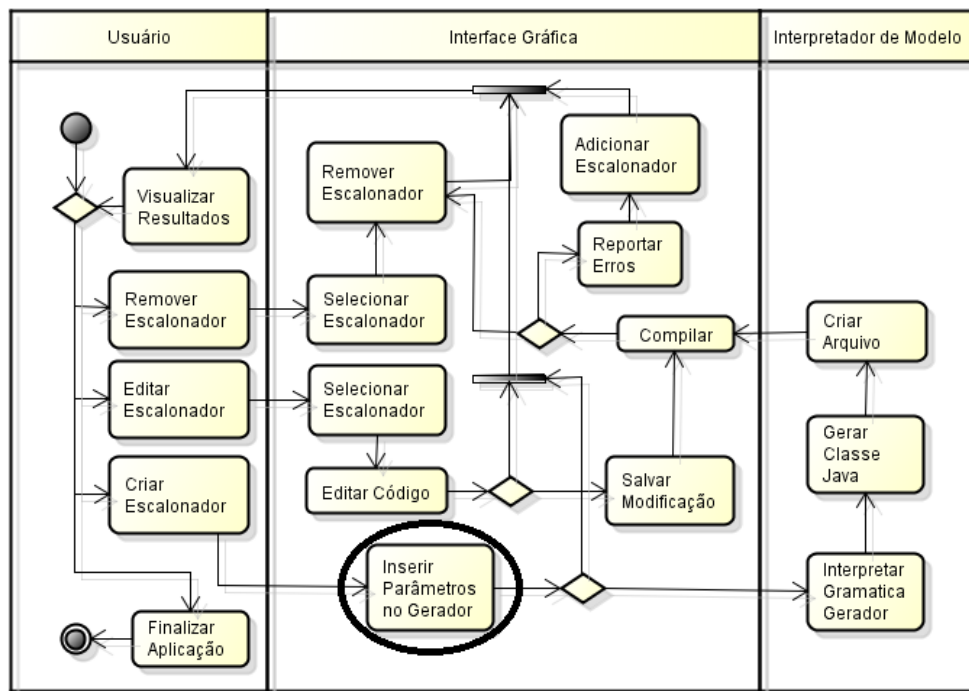 Usuário
Interface Gráfica
Interpretador de Modelo
Visualizar
Resultados
Remover
Escalonador
Editar
Escalonador
Criar
Escalonador
Finalizar
Aplicação
Remover
Escalonador
Selecionar
Escalonador
Selecionar
Escalonador
Editar Código
Inserir
Parâmetros
no Gerador
Adicionar
Escalonador
Reportar
Erros
Compilar
Salvar
Modificação
Criar
Arquivo
Gerar
Classe
Java
Interpretar
Gramatica
Gerador